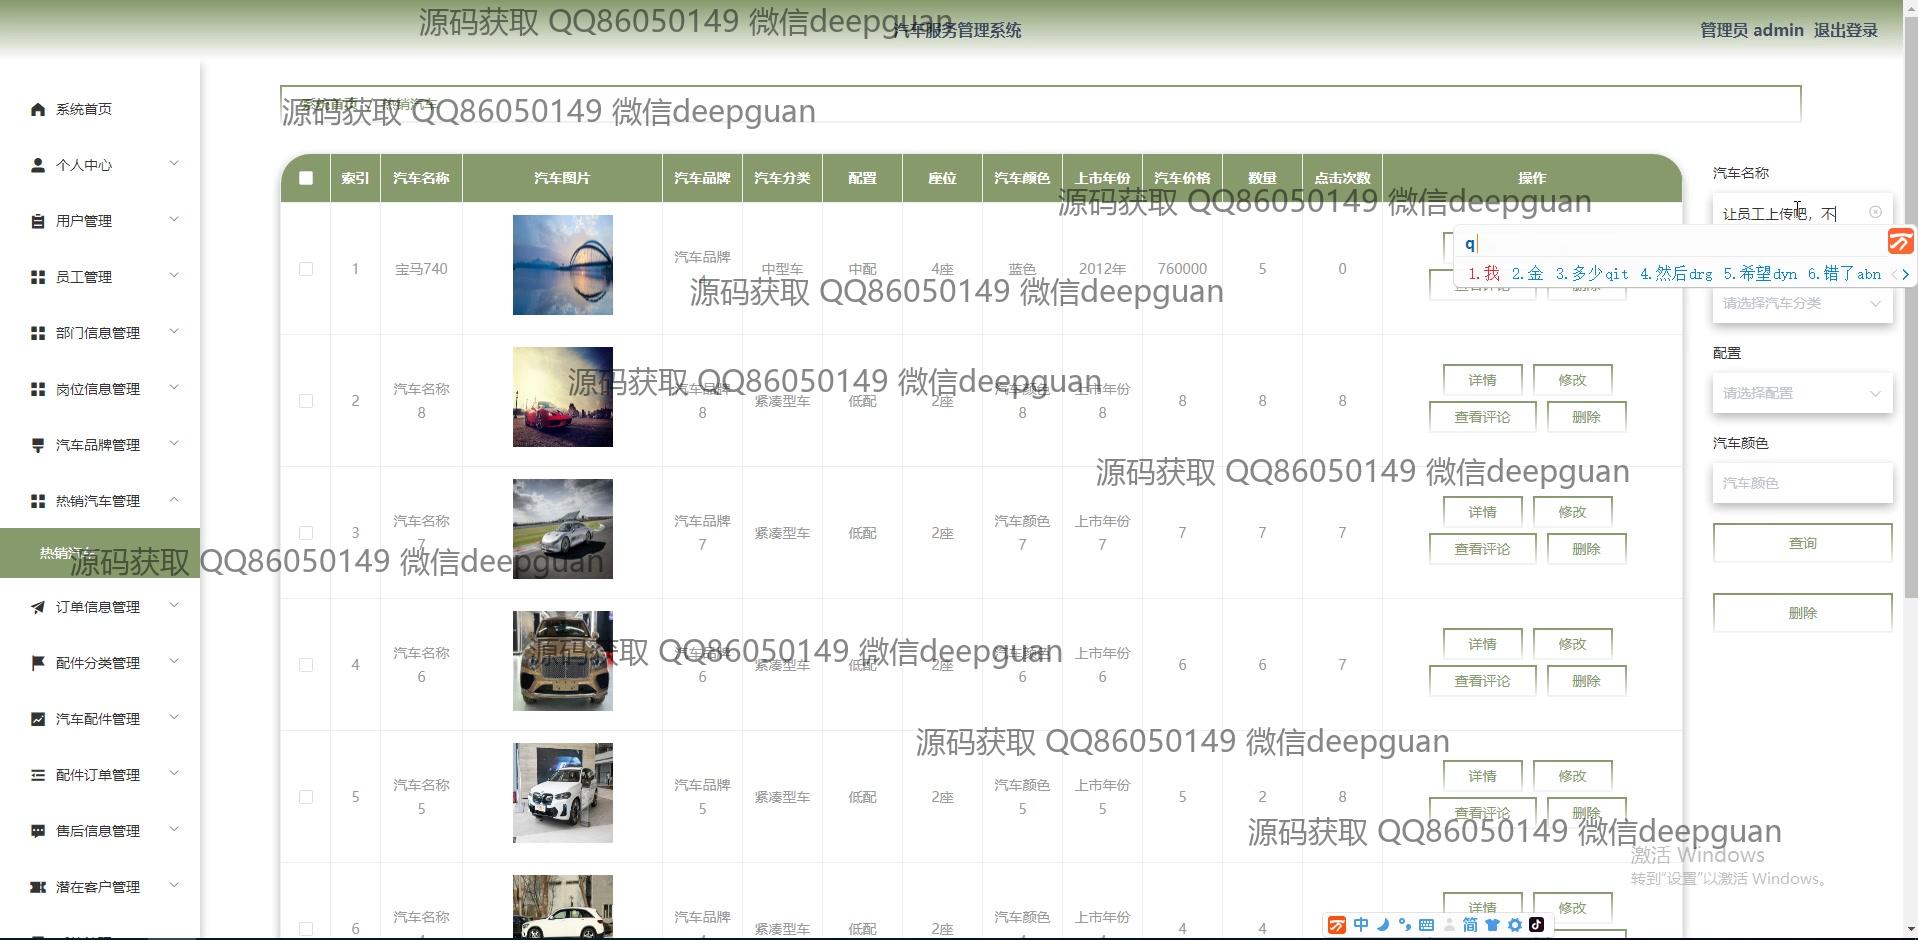 源码获取 QQ86050149 微信deepguan
汽车服务管理系统
管理员 admin 退出登录
系统首页
个人中心
用户管理
员工管理
部门信息管理
岗位信息管理
汽车品牌管理
热销汽车管理
热销汽车
订单信息管理
配件分类管理
汽车配件管理
配件订单管理
售后信息管理
潜在客户管理
系统首页 / 热销汽车
源码获取 QQ86050149 微信deepguan
索引 汽车名称 汽车图片 汽车品牌 汽车分类 配置 座位 汽车颜色 上市年份 汽车价格 数量 点击次数 操作
源码获取 QQ86050149 微信deepguan
1 宝马740 汽车品牌 中型车 中配 4座 蓝色 2012年 760000 5 0
查看评论 删除
源码获取 QQ86050149 微信deepguan
2 汽车名称8 汽车品牌8 紧凑型车 低配 2座 汽车颜色8 上市年份8 8 8 8
详情 修改
查看评论 删除
源码获取 QQ86050149 微信deepguan
3 汽车名称7 汽车品牌7 紧凑型车 低配 2座 汽车颜色7 上市年份7 7 7 7
详情 修改
查看评论 删除
源码获取 QQ86050149 微信deepguan
源码获取 QQ86050149 微信deepguan
4 汽车名称6 汽车品牌6 紧凑型车 低配 2座 汽车颜色6 上市年份6 6 6 7
详情 修改
查看评论 删除
源码获取 QQ86050149 微信deepguan
5 汽车名称5 汽车品牌5 紧凑型车 低配 2座 汽车颜色5 上市年份5 5 2 8
详情 修改
查看评论 删除
源码获取 QQ86050149 微信deepguan
源码获取 QQ86050149 微信deepguan
6 汽车名称 汽车品牌 紧凑型车 低配 2座 汽车颜色 上市年份 4 4
详情 修改
汽车名称
让员工上传吧，不
q
1.我 2.金 3.多少qit 4.然后drg 5.希望dyn 6.错了abn
请选择汽车分类
配置
请选择配置
汽车颜色
汽车颜色
查询
删除
激活 Windows
转到“设置”以激活 Windows。
中 简